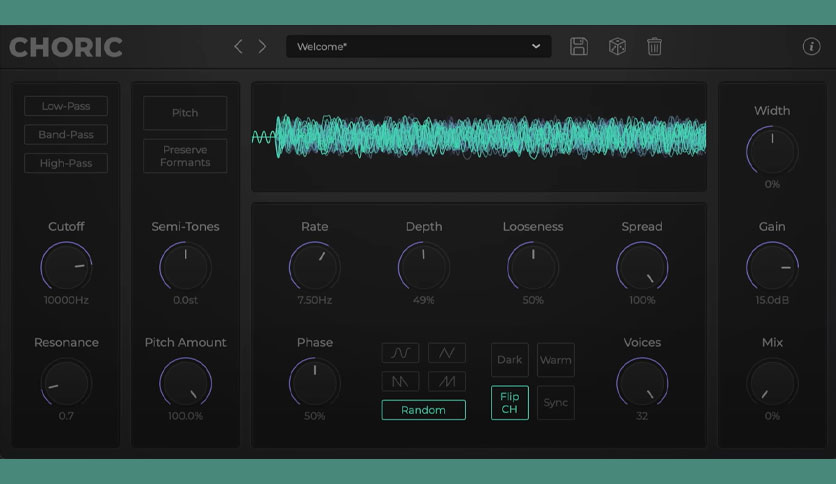 CHORIC
Welcome*
Low-Pass
Band-Pass
High-Pass
Cutoff
10000Hz
Resonance
0.7
Pitch
Preserve
Formants
Semi-Tones
0.0st
Pitch Amount
100.0%
Rate
7.50Hz
Depth
49%
Looseness
50%
Spread
100%
Phase
50%
Random
Dark
Warm
Flip
CH
Sync
Voices
32
Width
0%
Gain
15.0dB
Mix
0%